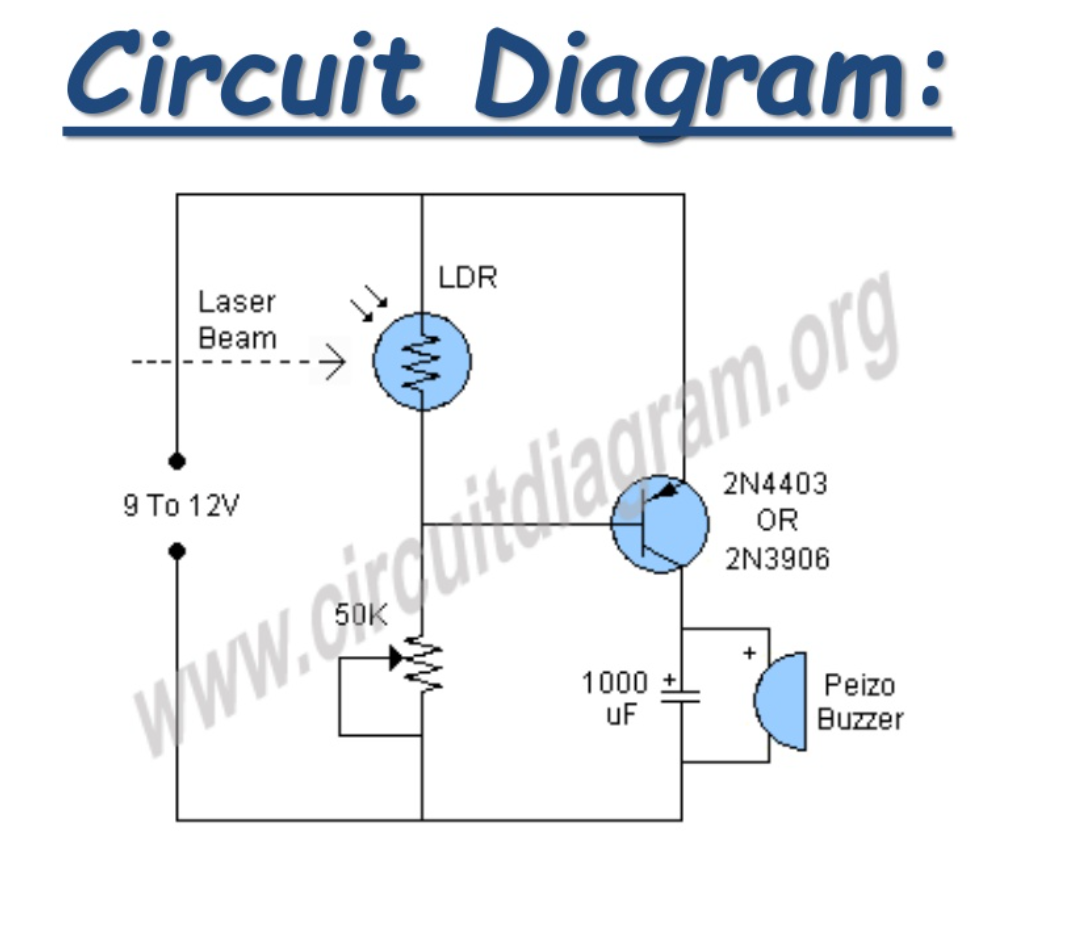 Circuit Diagram:
LDR
Laser
Beam
9 To 12V
2N4403
OR
2N3906
50K
1000
uF
+
+
Peizo
Buzzer
www.circuitdiagram.org